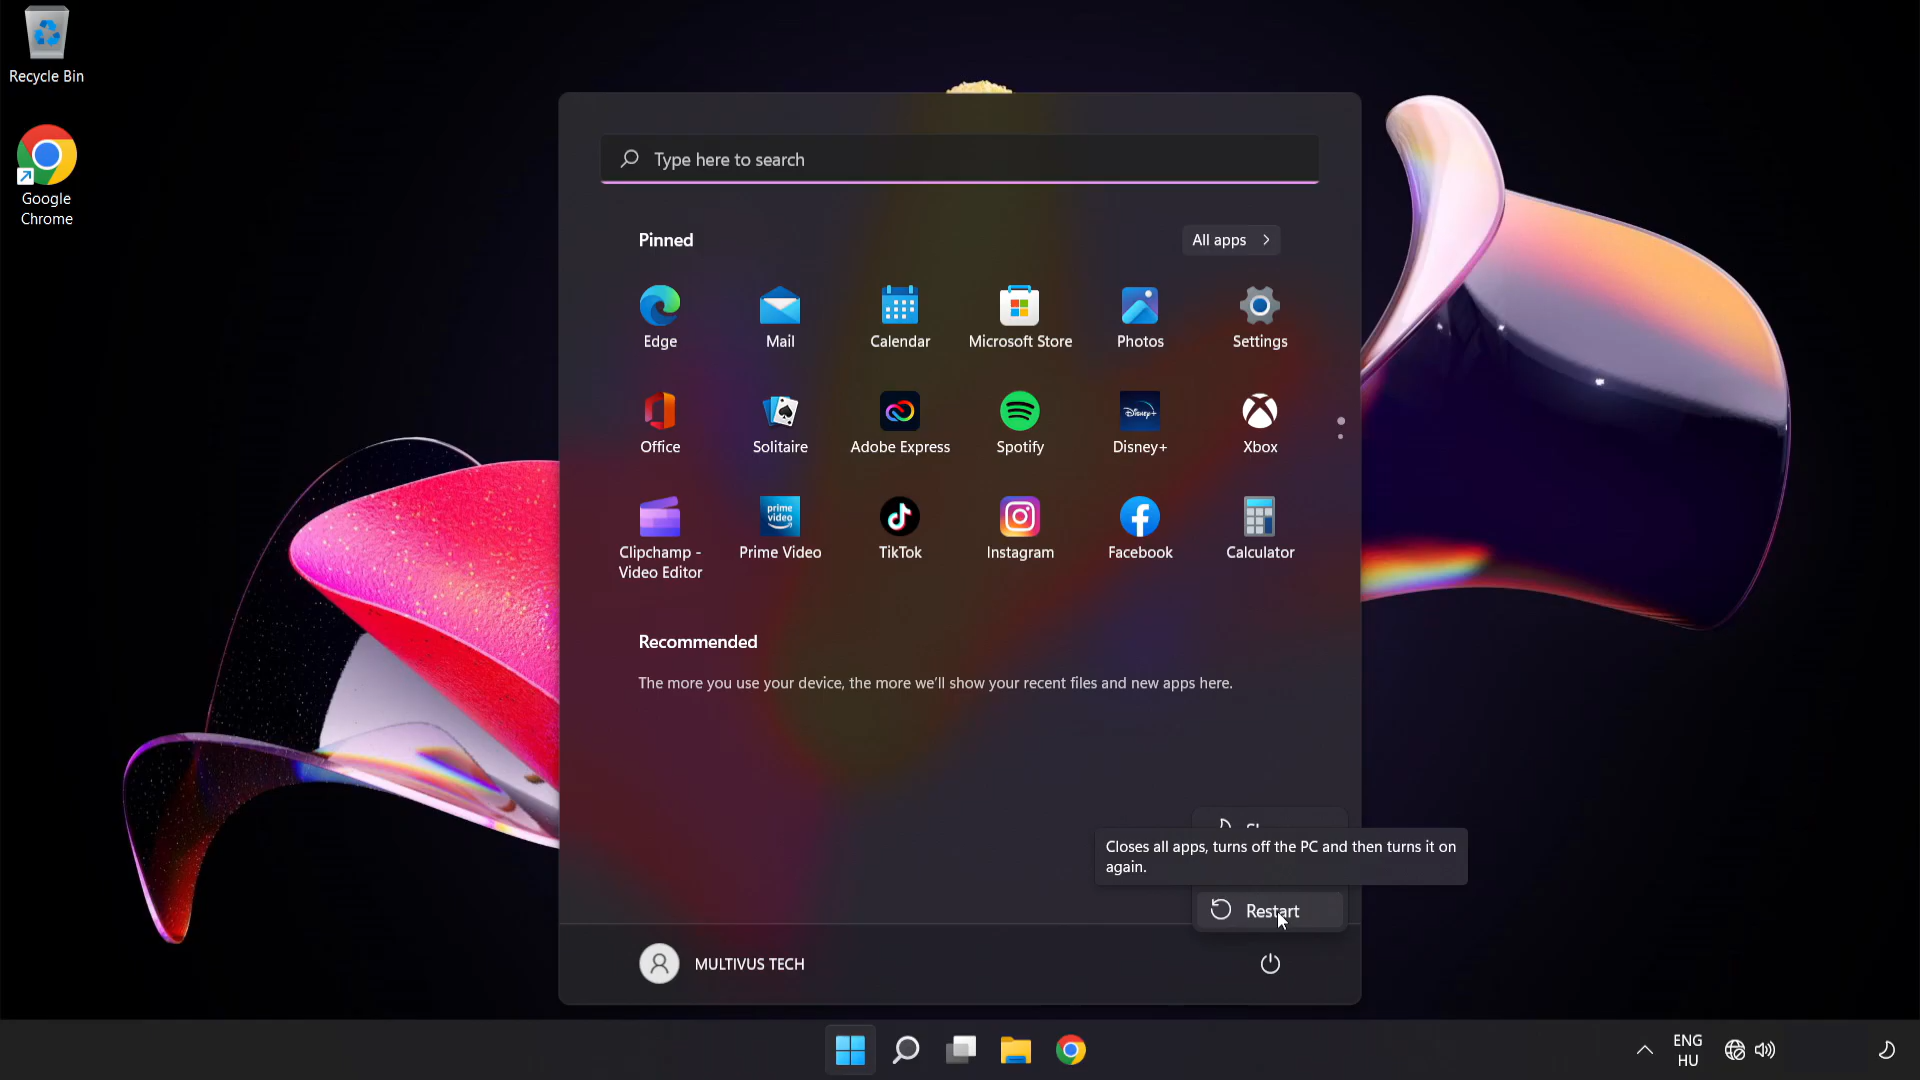 Recycle Bin
Google
Chrome
Type here to search
Pinned
All apps
Edge
Mail
Calendar
Microsoft Store
Photos
Settings
Office
Solitaire
Adobe Express
Spotify
Disney+
Disney+
Xbox
prime
video
Clipchamp -
Video Editor
Prime Video
TikTok
Instagram
Facebook
Calculator
Recommended
The more you use your device, the more we'll show your recent files and new apps here.
Closes all apps, turns off the PC and then turns it on
again.
Restart
MULTIVUS TECH
ENG
HU